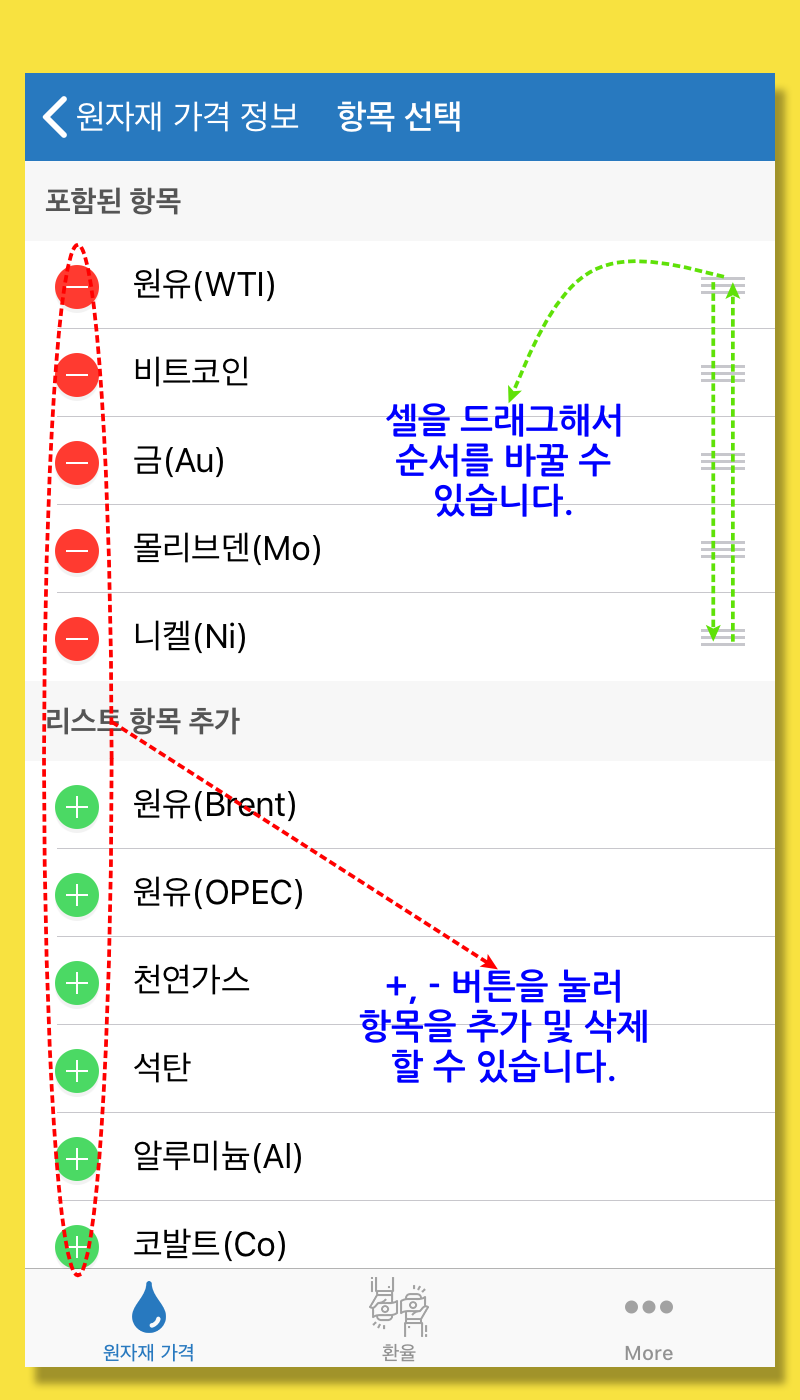 원자재 가격 정보 항목 선택
포함된 항목
원유(WTI)
비트코인
금(Au)
셀을 드래그해서
순서를 바꿀 수
있습니다.
몰리브덴(Mo)
니켈(Ni)
리스트 항목 추가
원유(Brent)
원유(OPEC)
천연가스
+, - 버튼을 눌러
항목을 추가 및 삭제
할 수 있습니다.
석탄
알루미늄(Al)
코발트(Co)
원자재 가격 환율 More